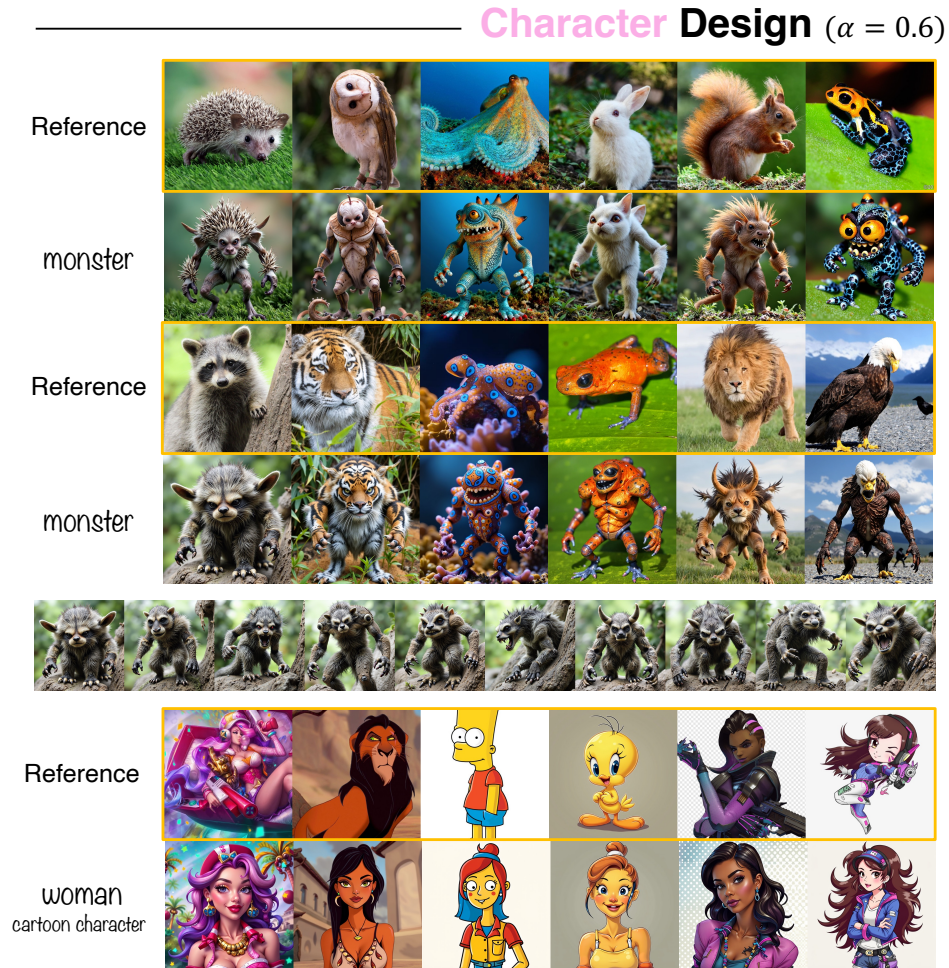 Character Design (α = 0.6)
Reference
monster
Reference
monster
Reference
woman
cartoon character